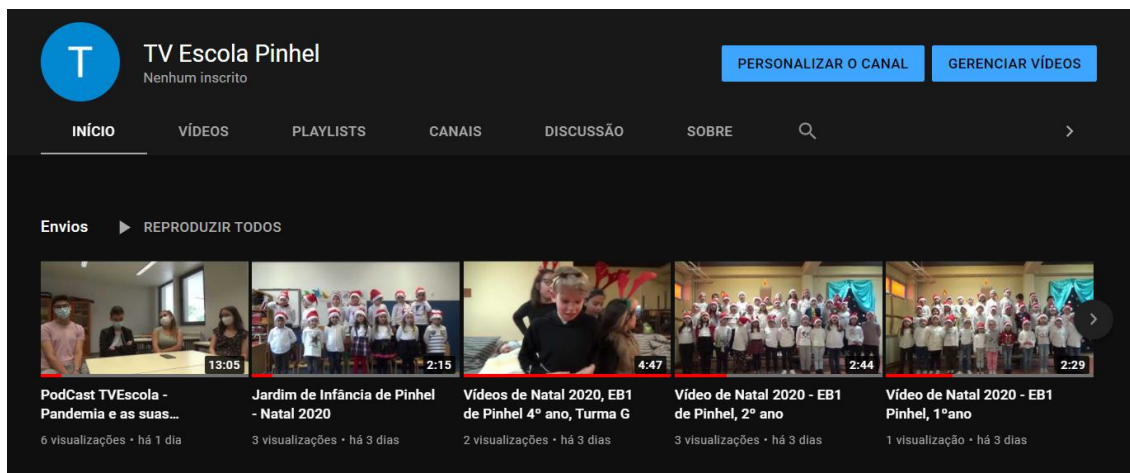 T
TV Escola Pinhel
Nenhum inscrito
PERSONALIZAR O CANAL
GERENCIAR VÍDEOS
INÍCIO VÍDEOS PLAYLISTS CANAIS DISCUSSÃO SOBRE
Envios REPRODUZIR TODOS
13:05 2:15 4:47 2:44 2:29
PodCast TVEscola -
Pandemia e as suas...
6 visualizações • há 1 dia
Jardim de Infância de Pinhel
- Natal 2020
3 visualizações • há 3 dias
Vídeos de Natal 2020, EB1
de Pinhel 4º ano, Turma G
2 visualizações • há 3 dias
Vídeo de Natal 2020 - EB1
de Pinhel, 2º ano
3 visualizações • há 3 dias
Vídeo de Natal 2020 - EB1
Pinhel, 1ºano
1 visualização • há 3 dias